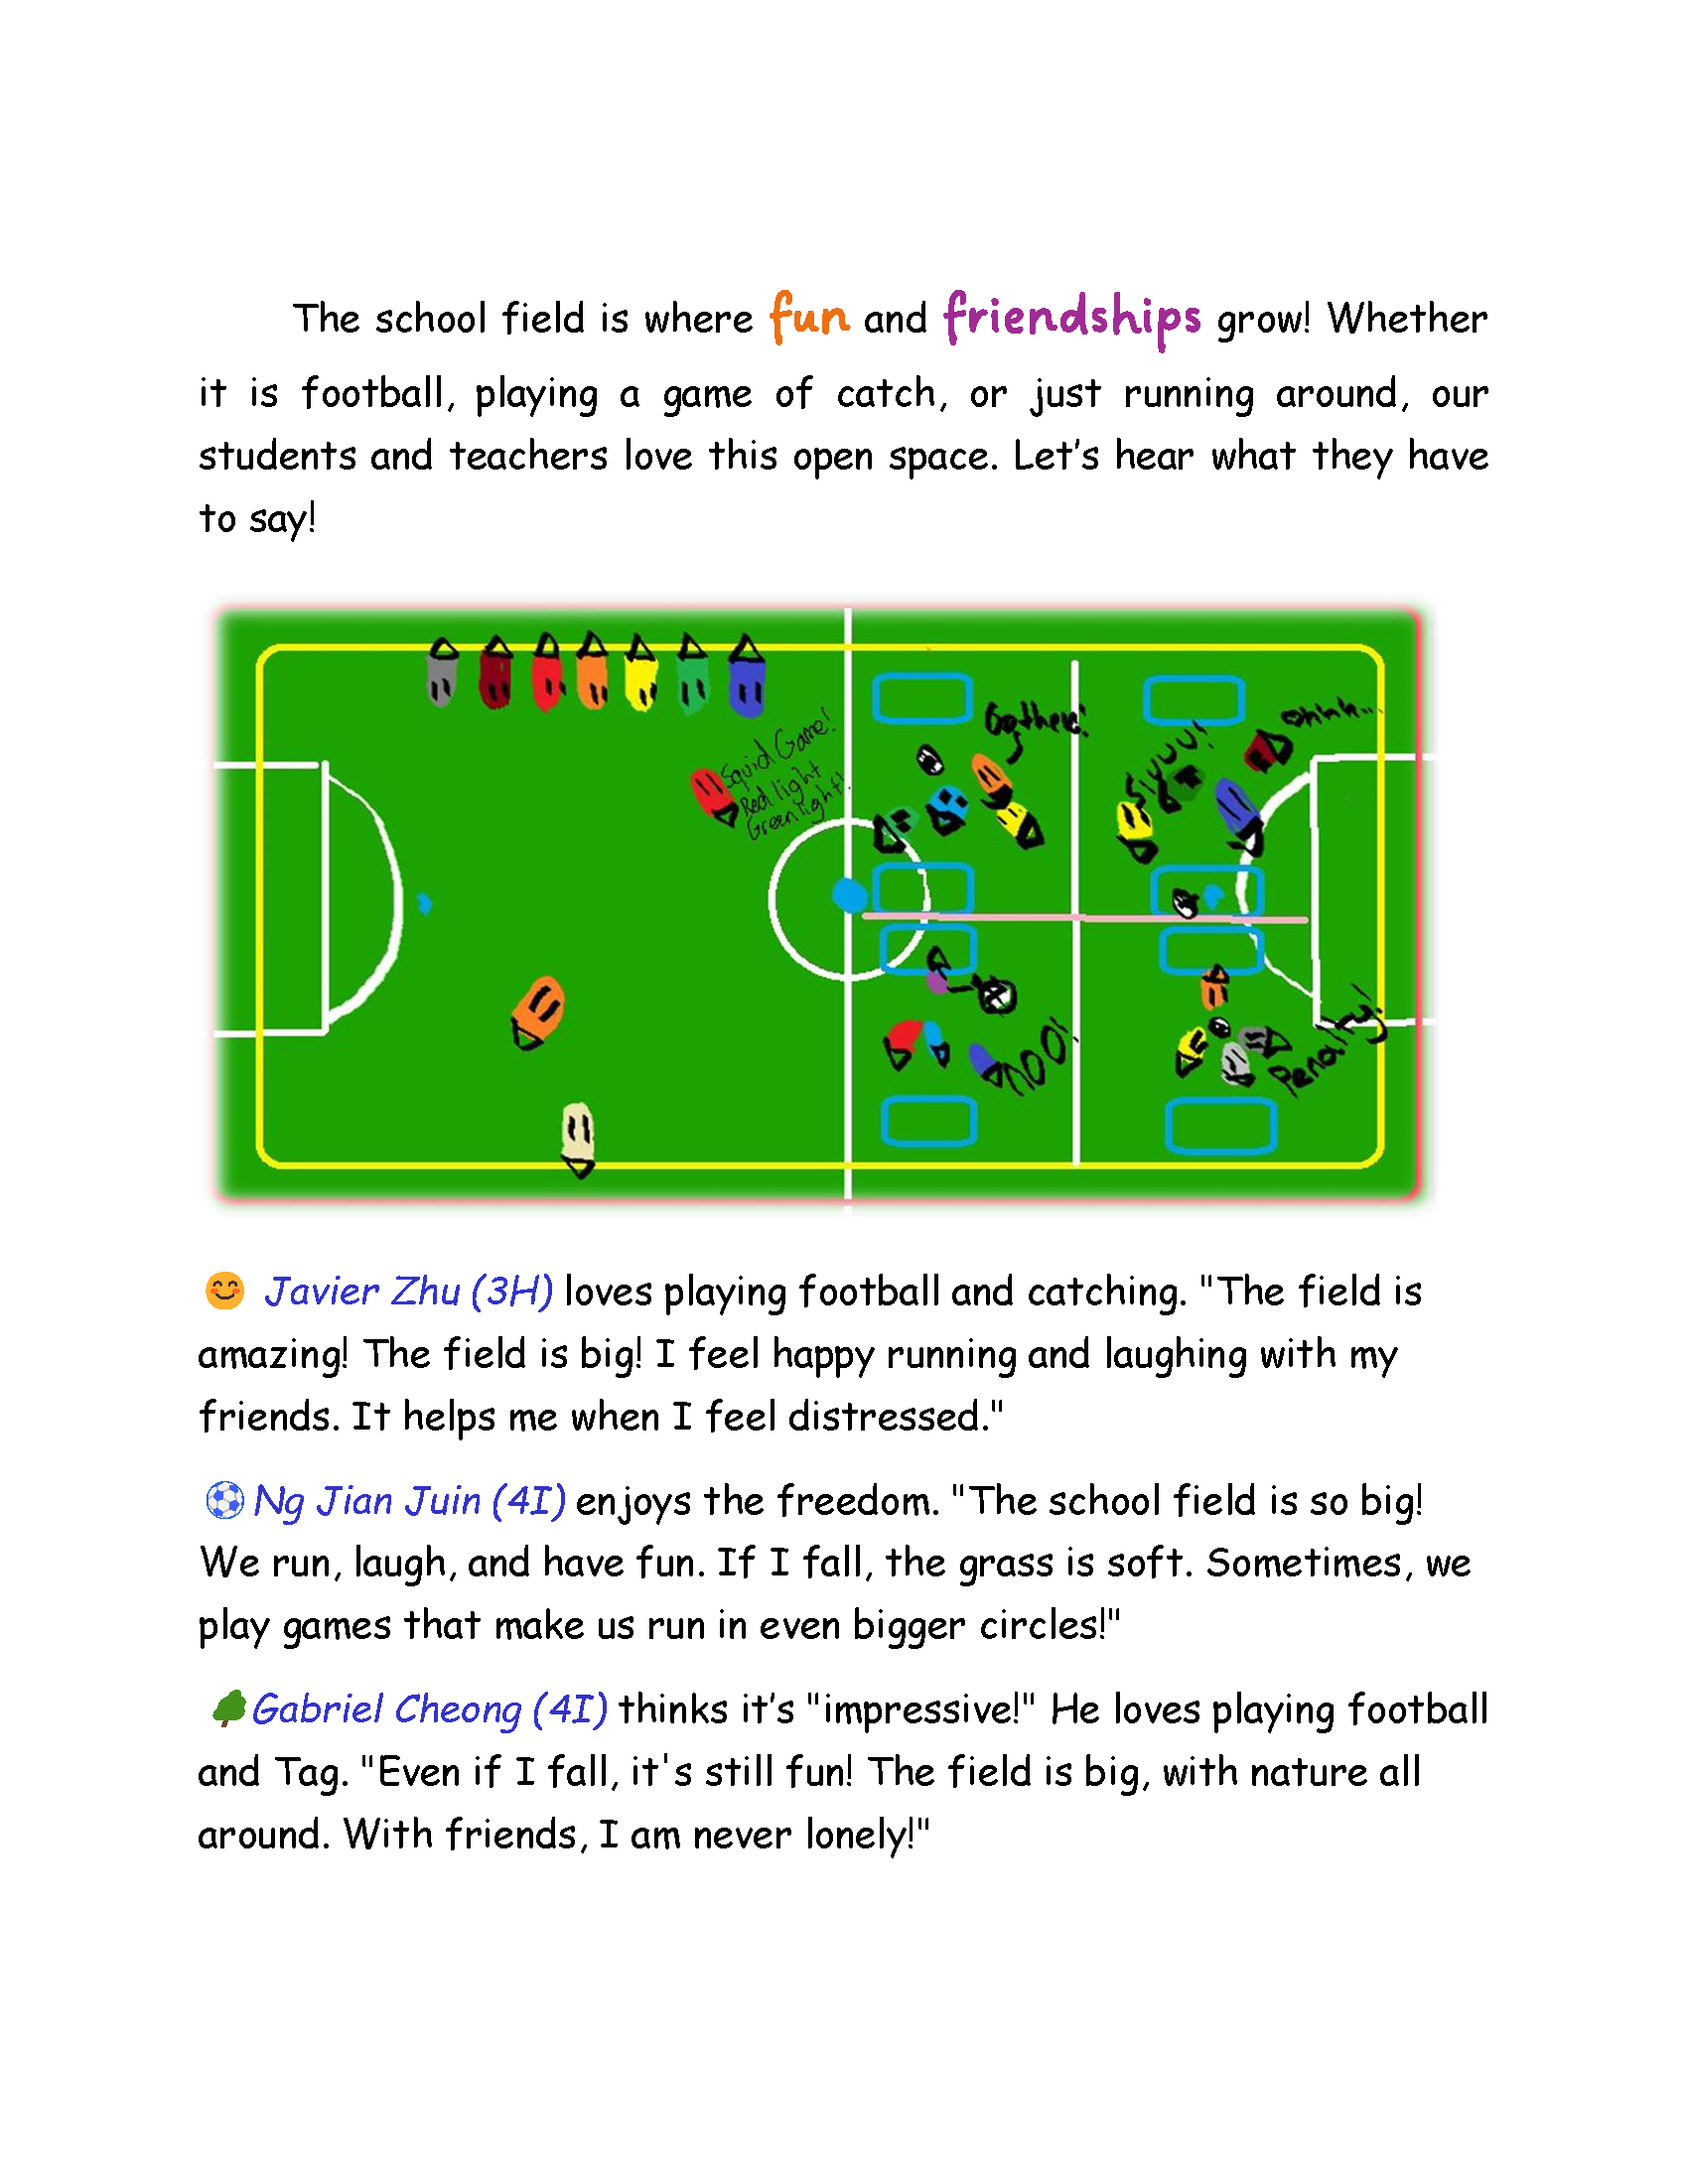 The school field is where fun and friendships grow! Whether
it is football, playing a game of catch, or just running around, our
students and teachers love this open space. Let’s hear what they have
to say!
Squid Game!
Red light
Green light!
Siyuuu!
Ohhh...
NOO!
Penalty!
😊 Javier Zhu (3H) loves playing football and catching. "The field is
amazing! The field is big! I feel happy running and laughing with my
friends. It helps me when I feel distressed."
⚽ Ng Jian Juin (4I) enjoys the freedom. "The school field is so big!
We run, laugh, and have fun. If I fall, the grass is soft. Sometimes, we
play games that make us run in even bigger circles!"
🌳 Gabriel Cheong (4I) thinks it’s "impressive!" He loves playing football
and Tag. "Even if I fall, it's still fun! The field is big, with nature all
around. With friends, I am never lonely!"